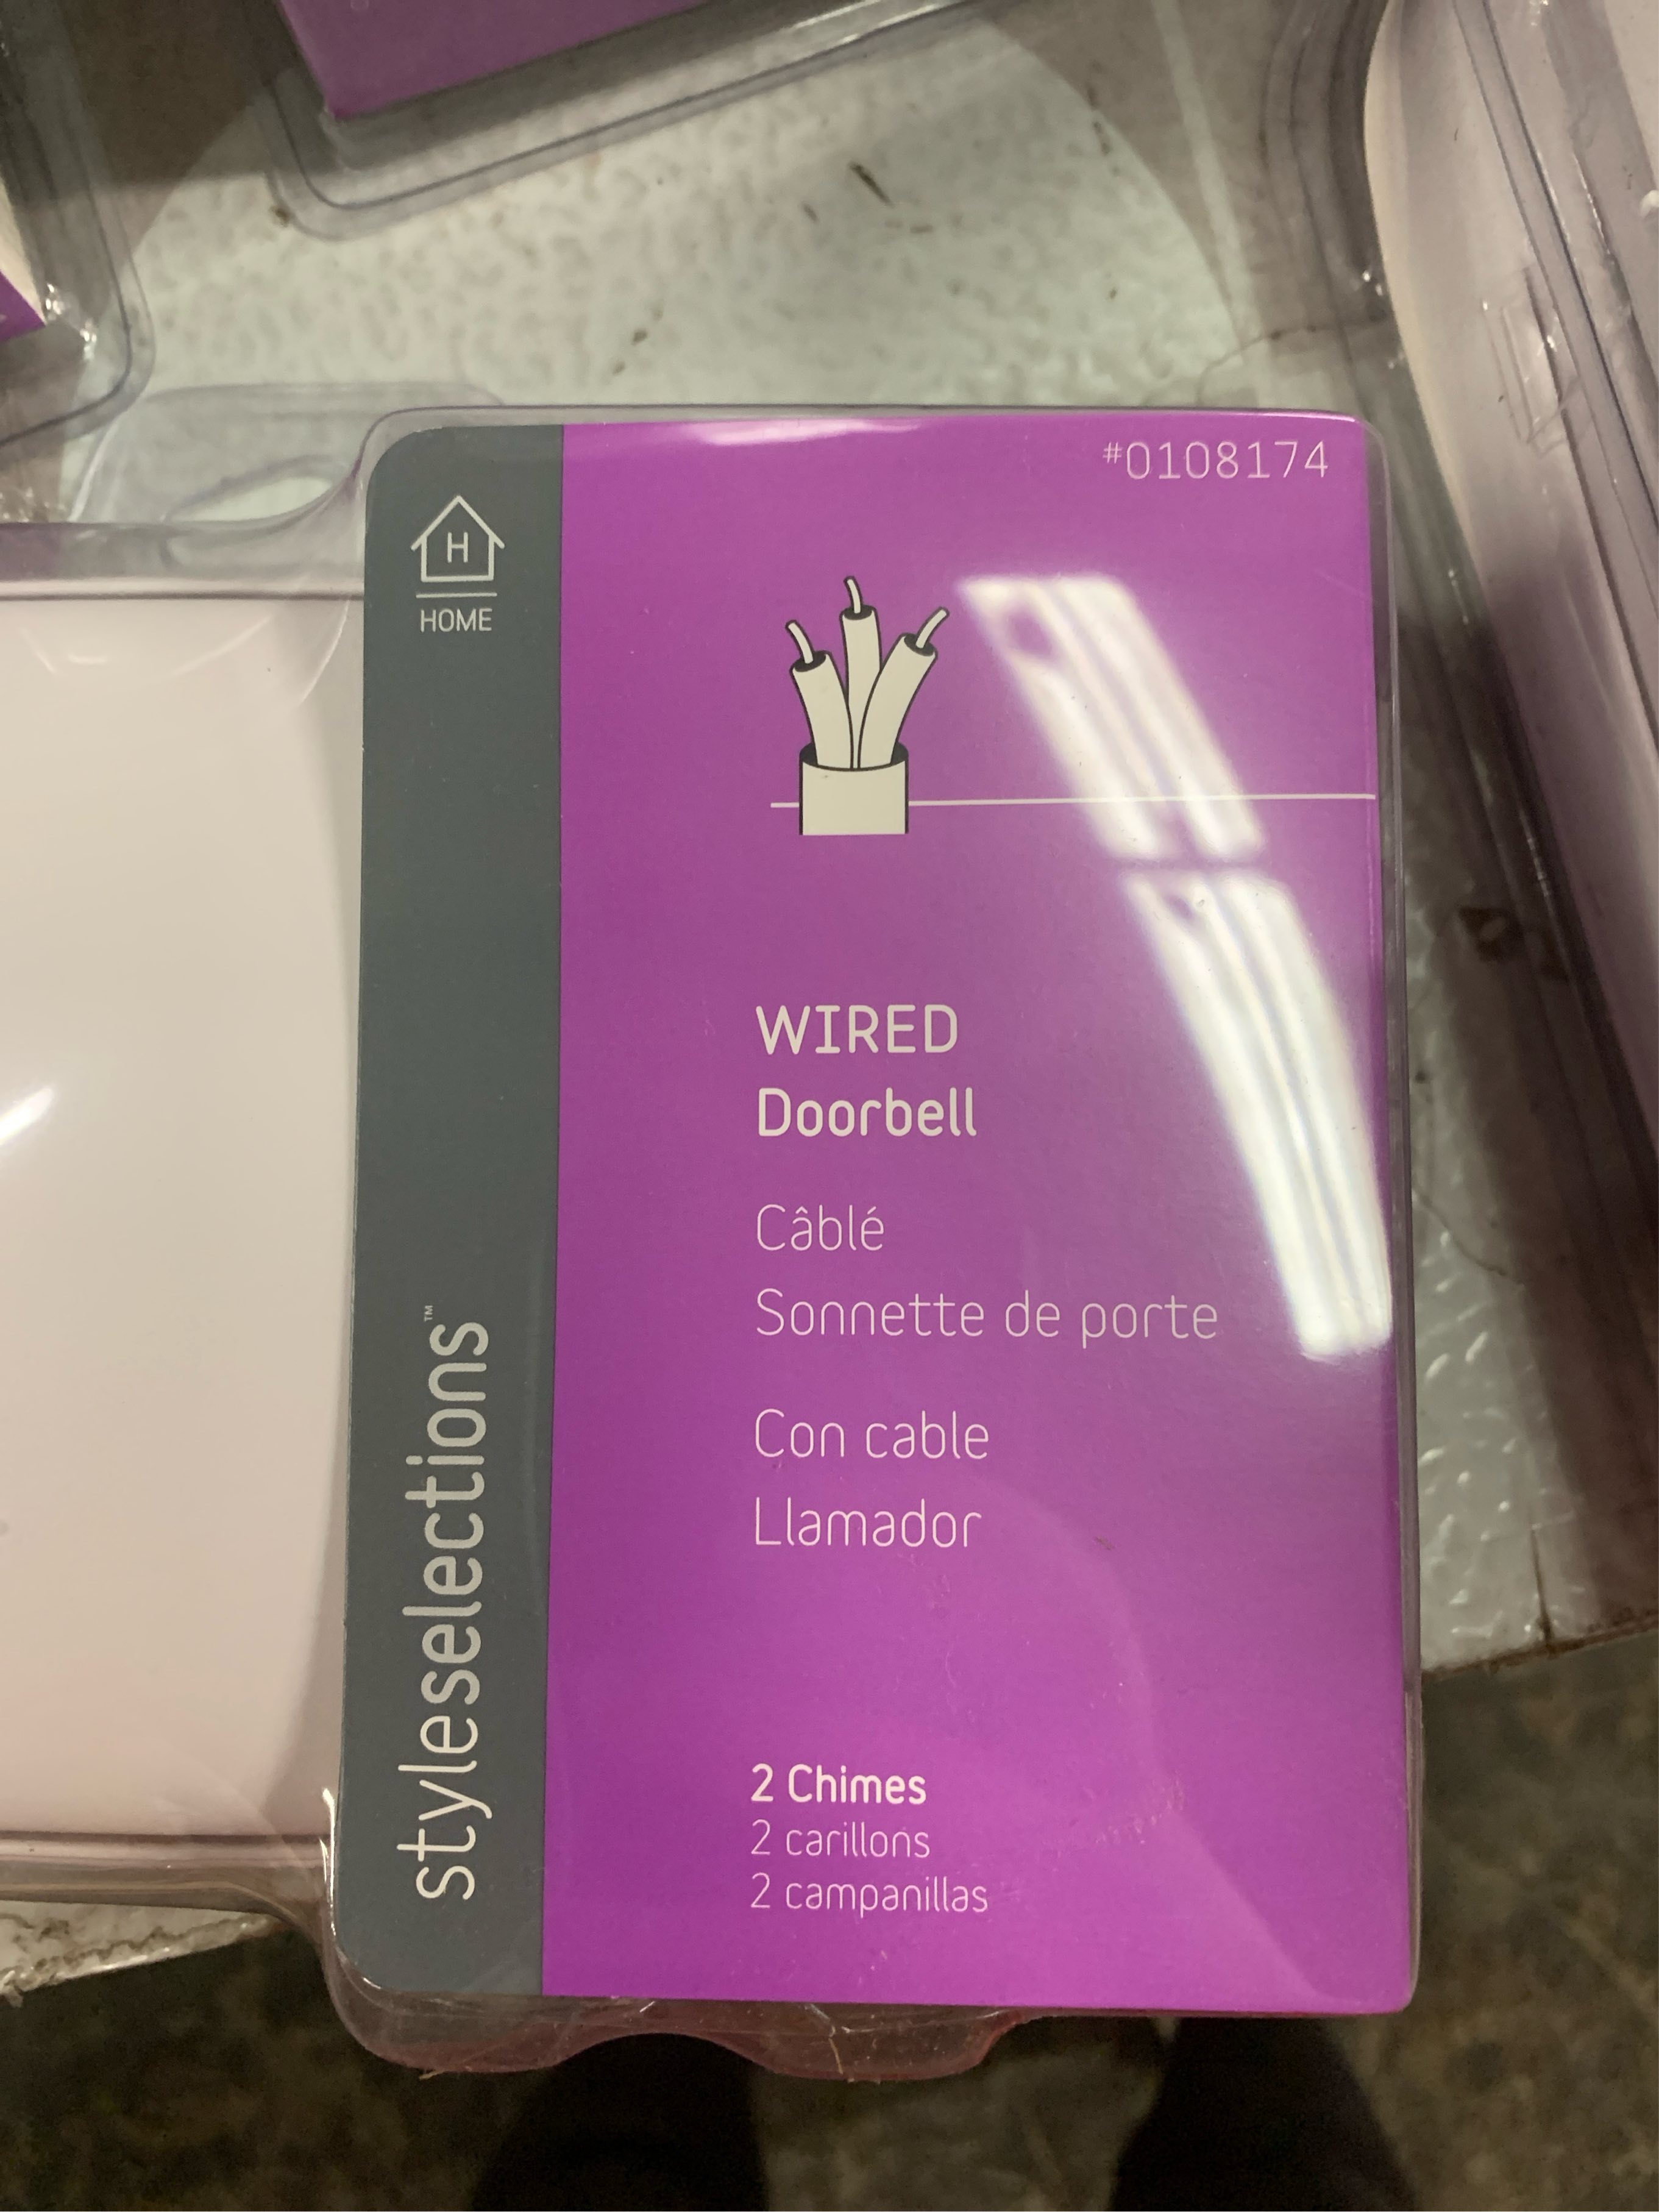 #0108174
H
HOME
WIRED
Doorbell
Câblé
Sonnette de porte
Con cable
Llamador
styleselections™
2 Chimes
2 carillons
2 campanillas